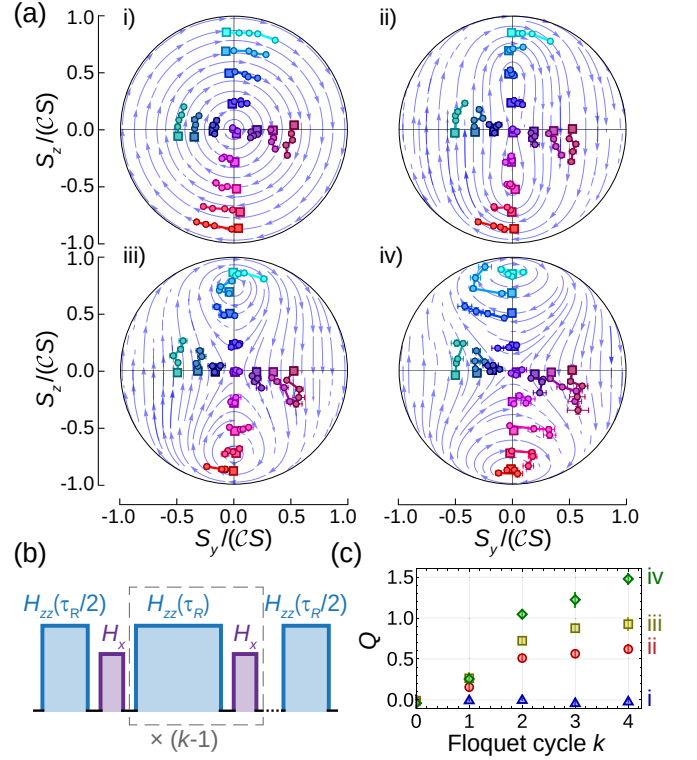 (a)
i)
ii)
1.0
0.5
0.0
-0.5
-1.0
S_z/(𝒞S)
iii)
iv)
1.0
0.5
0.0
-0.5
-1.0
S_z/(𝒞S)
-1.0 -0.5 0.0 0.5 1.0
-1.0 -0.5 0.0 0.5 1.0
S_y/(𝒞S)
S_y/(𝒞S)
(b)
H_zz(τ_R/2) H_zz(τ_R) H_zz(τ_R/2)
H_x H_x
× (k-1)
(c)
1.5
1.0
0.5
0.0
Q
iv
iii
ii
i
0 1 2 3 4
Floquet cycle k